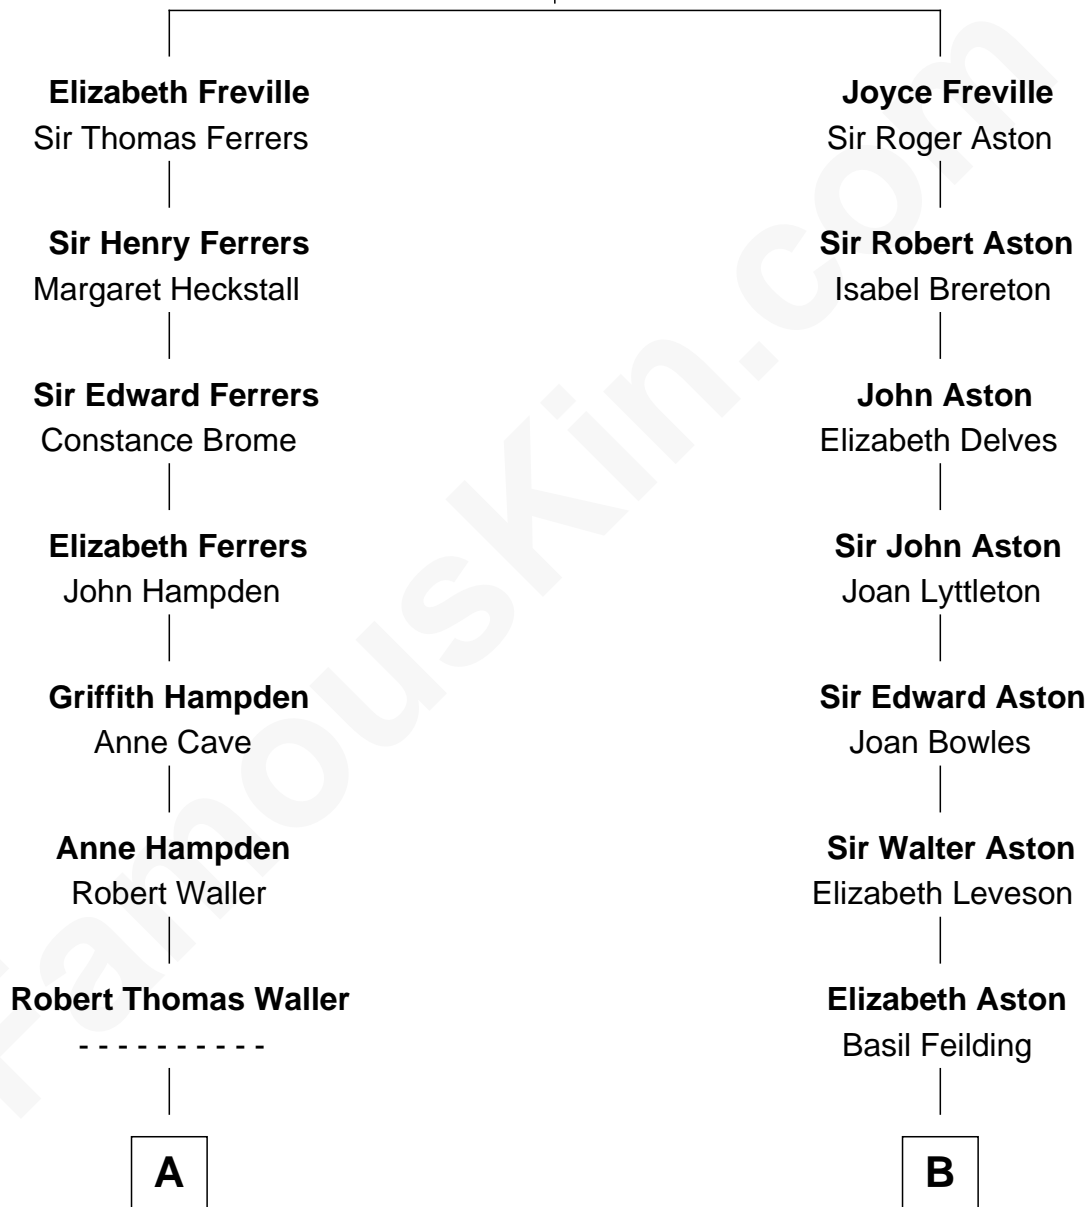 Elizabeth Freville
Sir Thomas Ferrers
Sir Henry Ferrers
Margaret Heckstall
Sir Edward Ferrers
Constance Brome
Elizabeth Ferrers
John Hampden
Griffith Hampden
Anne Cave
Anne Hampden
Robert Waller
Robert Thomas Waller
- - - - - - - - - -
A
Joyce Freville
Sir Roger Aston
Sir Robert Aston
Isabel Brereton
John Aston
Elizabeth Delves
Sir John Aston
Joan Lyttleton
Sir Edward Aston
Joan Bowles
Sir Walter Aston
Elizabeth Leveson
Elizabeth Aston
Basil Feilding
B
FamousKin.com